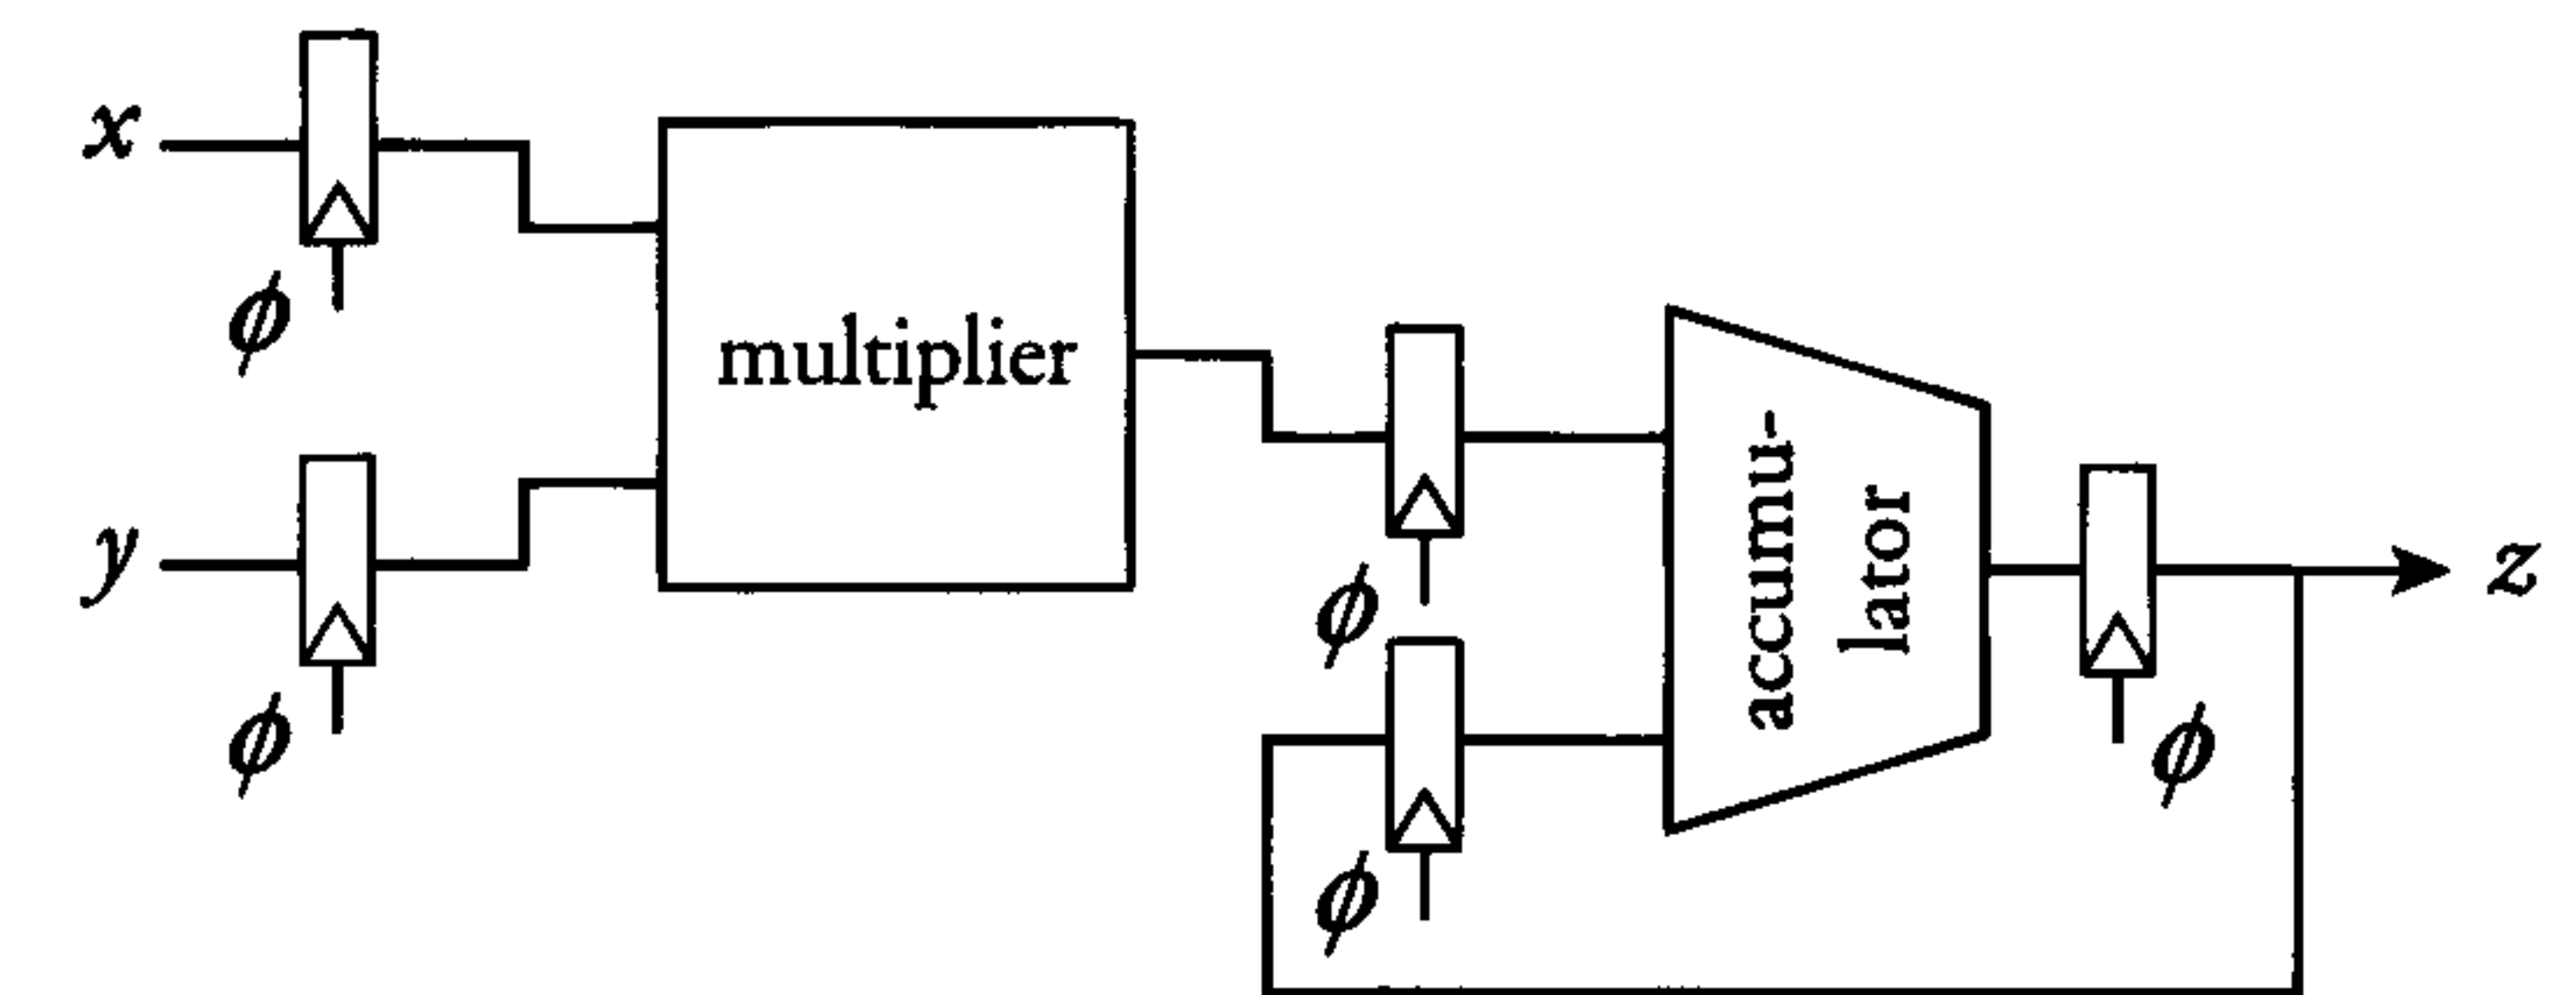 x
ϕ
multiplier
y
ϕ
ϕ
ϕ
accumu-
lator
ϕ
z